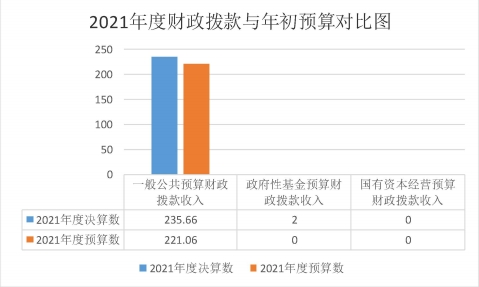 2021年度财政拨款与年初预算对比图
250
200
150
100
50
0
一般公共预算财政 政府性基金预算财 国有资本经营预算
拨款收入 政拨款收入 财政拨款收入
2021年度决算数 235.66 2 0
2021年度预算数 221.06 0 0
2021年度决算数 2021年度预算数